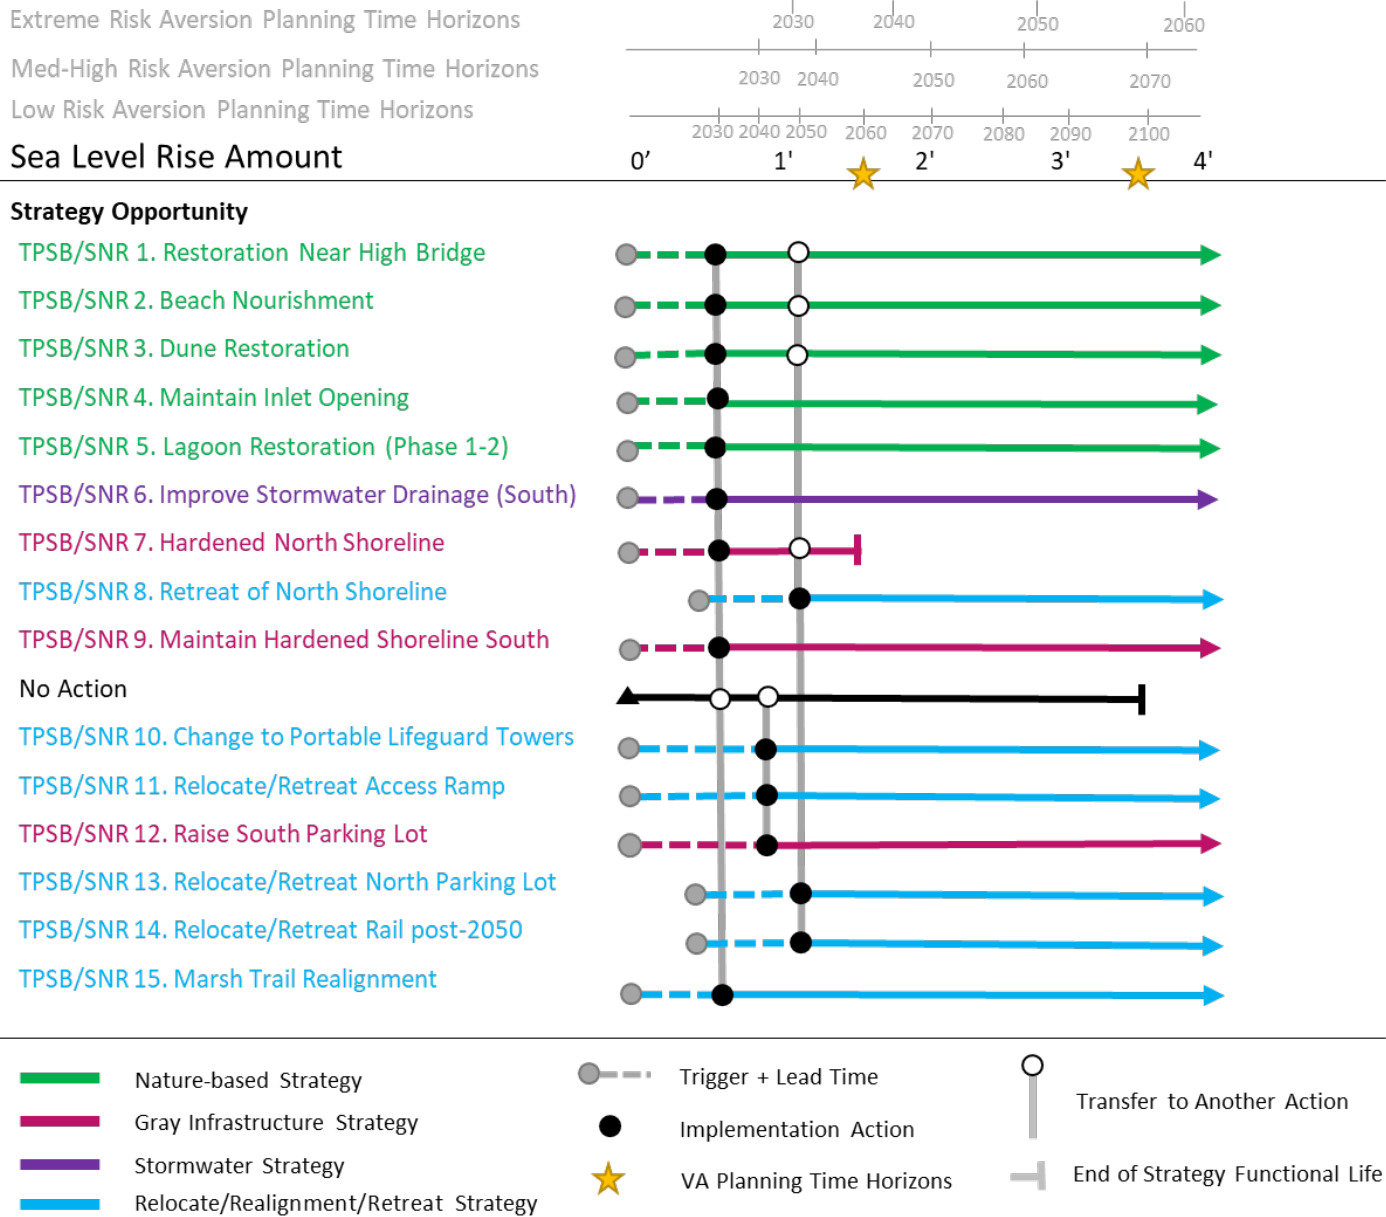 Extreme Risk Aversion Planning Time Horizons
2030 2040 2050 2060
Med-High Risk Aversion Planning Time Horizons
2030 2040 2050 2060 2070
Low Risk Aversion Planning Time Horizons
2030 2040 2050 2060 2070 2080 2090 2100
Sea Level Rise Amount
0’ 1' 2' 3' 4'
Strategy Opportunity
TPSB/SNR 1. Restoration Near High Bridge
TPSB/SNR 2. Beach Nourishment
TPSB/SNR 3. Dune Restoration
TPSB/SNR 4. Maintain Inlet Opening
TPSB/SNR 5. Lagoon Restoration (Phase 1-2)
TPSB/SNR 6. Improve Stormwater Drainage (South)
TPSB/SNR 7. Hardened North Shoreline
TPSB/SNR 8. Retreat of North Shoreline
TPSB/SNR 9. Maintain Hardened Shoreline South
No Action
TPSB/SNR 10. Change to Portable Lifeguard Towers
TPSB/SNR 11. Relocate/Retreat Access Ramp
TPSB/SNR 12. Raise South Parking Lot
TPSB/SNR 13. Relocate/Retreat North Parking Lot
TPSB/SNR 14. Relocate/Retreat Rail post-2050
TPSB/SNR 15. Marsh Trail Realignment
Nature-based Strategy
Gray Infrastructure Strategy
Stormwater Strategy
Relocate/Realignment/Retreat Strategy
Trigger + Lead Time
Implementation Action
VA Planning Time Horizons
Transfer to Another Action
End of Strategy Functional Life